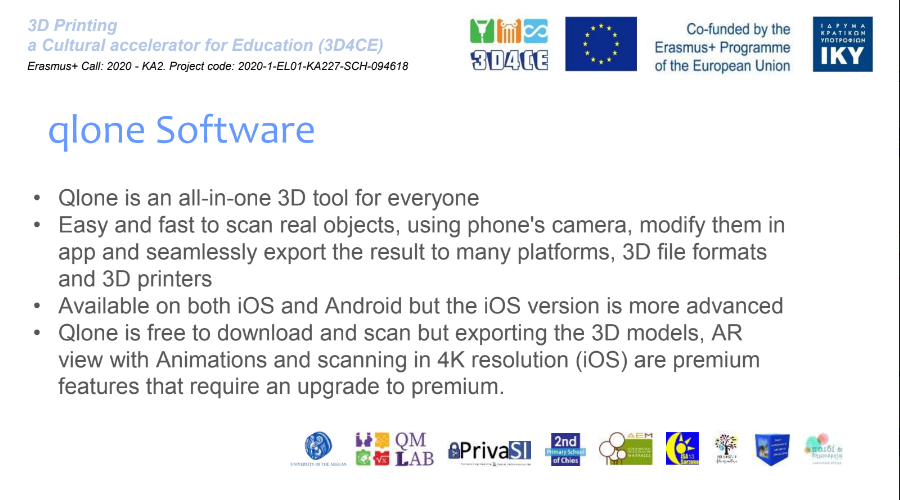 3D Printing
a Cultural accelerator for Education (3D4CE)
Erasmus+ Call: 2020 - KA2. Project code: 2020-1-EL01-KA227-SCH-094618
3D4CE
Co-funded by the
Erasmus+ Programme
of the European Union
ΙΔΡΥΜΑ
ΚΡΑΤΙΚΩΝ
ΥΠΟΤΡΟΦΙΩΝ
IKY
qlone Software
• Qlone is an all-in-one 3D tool for everyone
• Easy and fast to scan real objects, using phone's camera, modify them in
app and seamlessly export the result to many platforms, 3D file formats
and 3D printers
• Available on both iOS and Android but the iOS version is more advanced
• Qlone is free to download and scan but exporting the 3D models, AR
view with Animations and scanning in 4K resolution (iOS) are premium
features that require an upgrade to premium.
UNIVERSITY OF THE AEGEAN
QM
LAB
PrivaSI
2nd
Primary School
of Chios
AEM